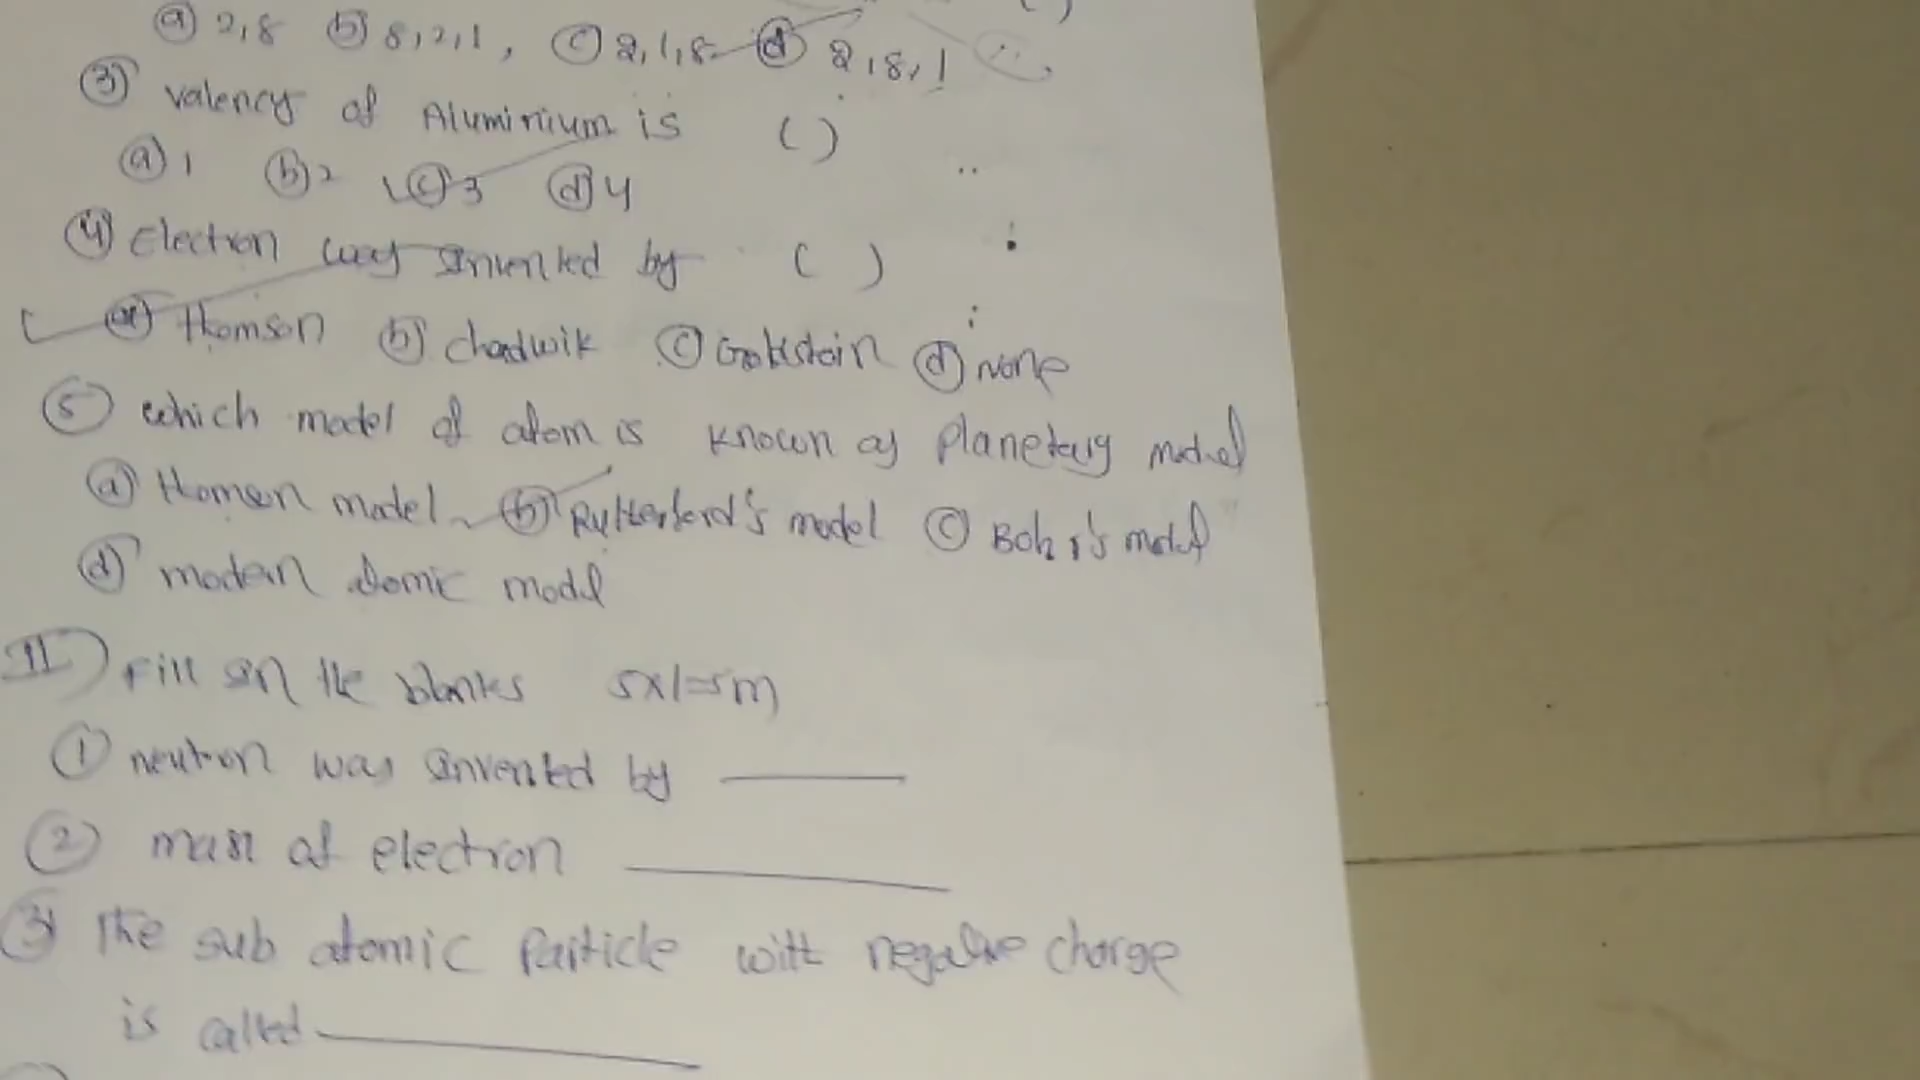 (a) 2,8 (b) 8,2,1, (c) 2,1,8 (d) 2,8,1
(3) valency of Aluminium is ( )
(a) 1 (b) 2 (c) 3 (d) 4
(4) Electron was invented by ( )
(a) Thomson (b) chadwik (c) Goldstein (d) none
(5) which model of atom is known as Planetary model
(a) Thomson model (b) Rutherford's model (c) Bohr's model
(d) modern atomic model
II) Fill in the blanks 5x1=5m
(1) neutron was invented by ______
(2) mass of electron ______
(3) The sub atomic Particle with negative charge
is called ______